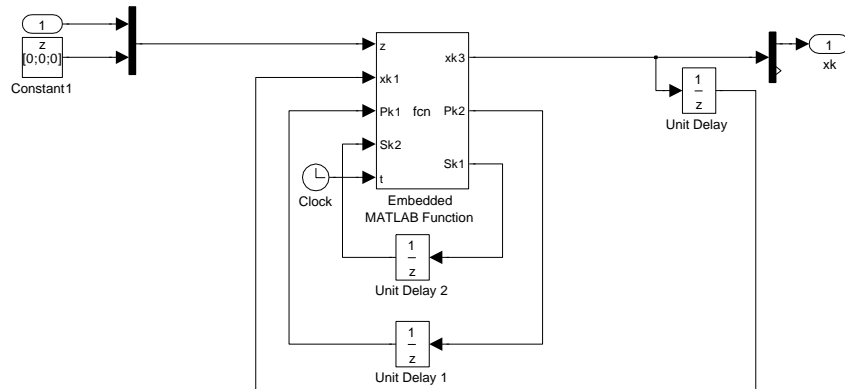 1
z
[0;0;0]
Constant1
z
xk1
Pk1
Sk2
t
fcn
xk3
Pk2
Sk1
Clock
Embedded
MATLAB Function
1
z
Unit Delay 2
1
z
Unit Delay 1
1
z
Unit Delay
1
xk